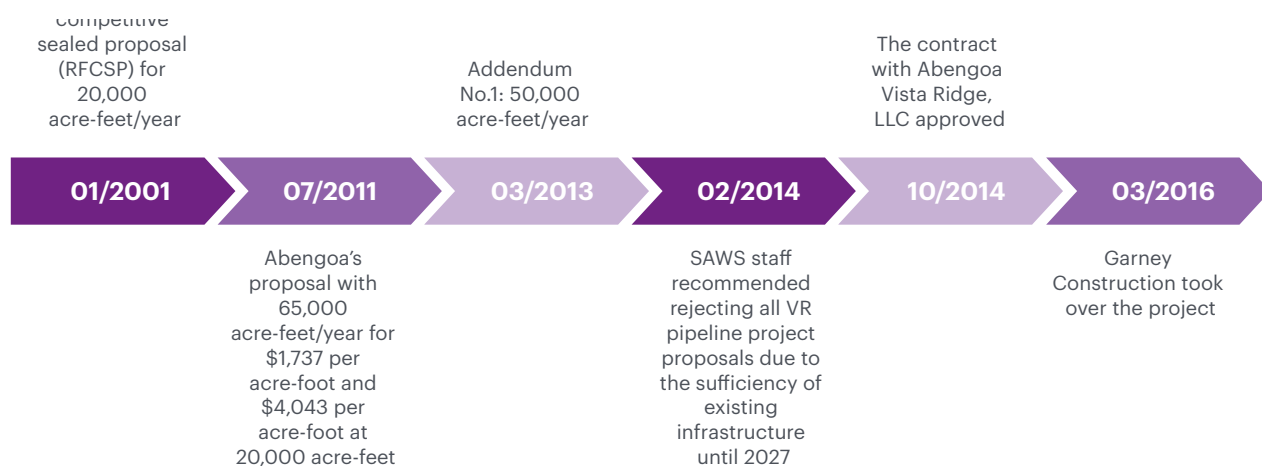 competitive
sealed proposal
(RFCSP) for
20,000
acre-feet/year
Addendum
No.1: 50,000
acre-feet/year
The contract
with Abengoa
Vista Ridge,
LLC approved
01/2001
07/2011
03/2013
02/2014
10/2014
03/2016
Abengoa’s
proposal with
65,000
acre-feet/year for
$1,737 per
acre-foot and
$4,043 per
acre-foot at
20,000 acre-feet
SAWS staff
recommended
rejecting all VR
pipeline project
proposals due to
the sufficiency of
existing
infrastructure
until 2027
Garney
Construction took
over the project